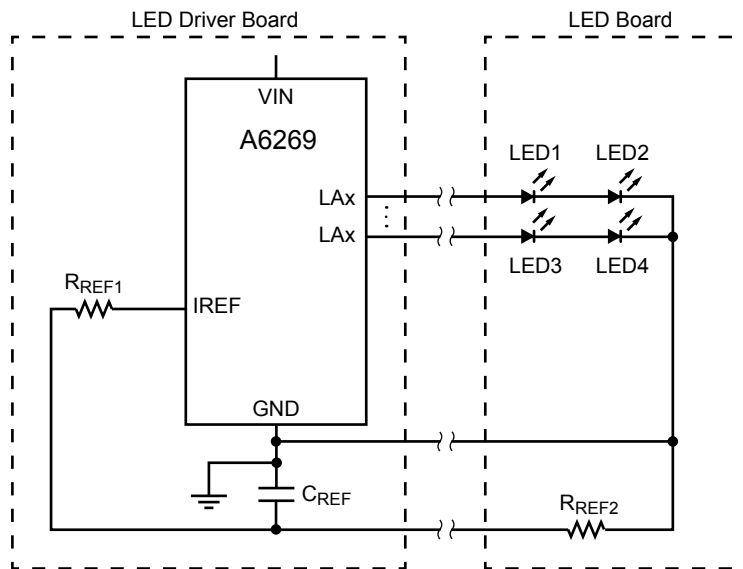 LED Driver Board
LED Board
VIN
A6269
LED1
LED2
LAx
LAx
LED3
LED4
RREF1
IREF
GND
CREF
RREF2